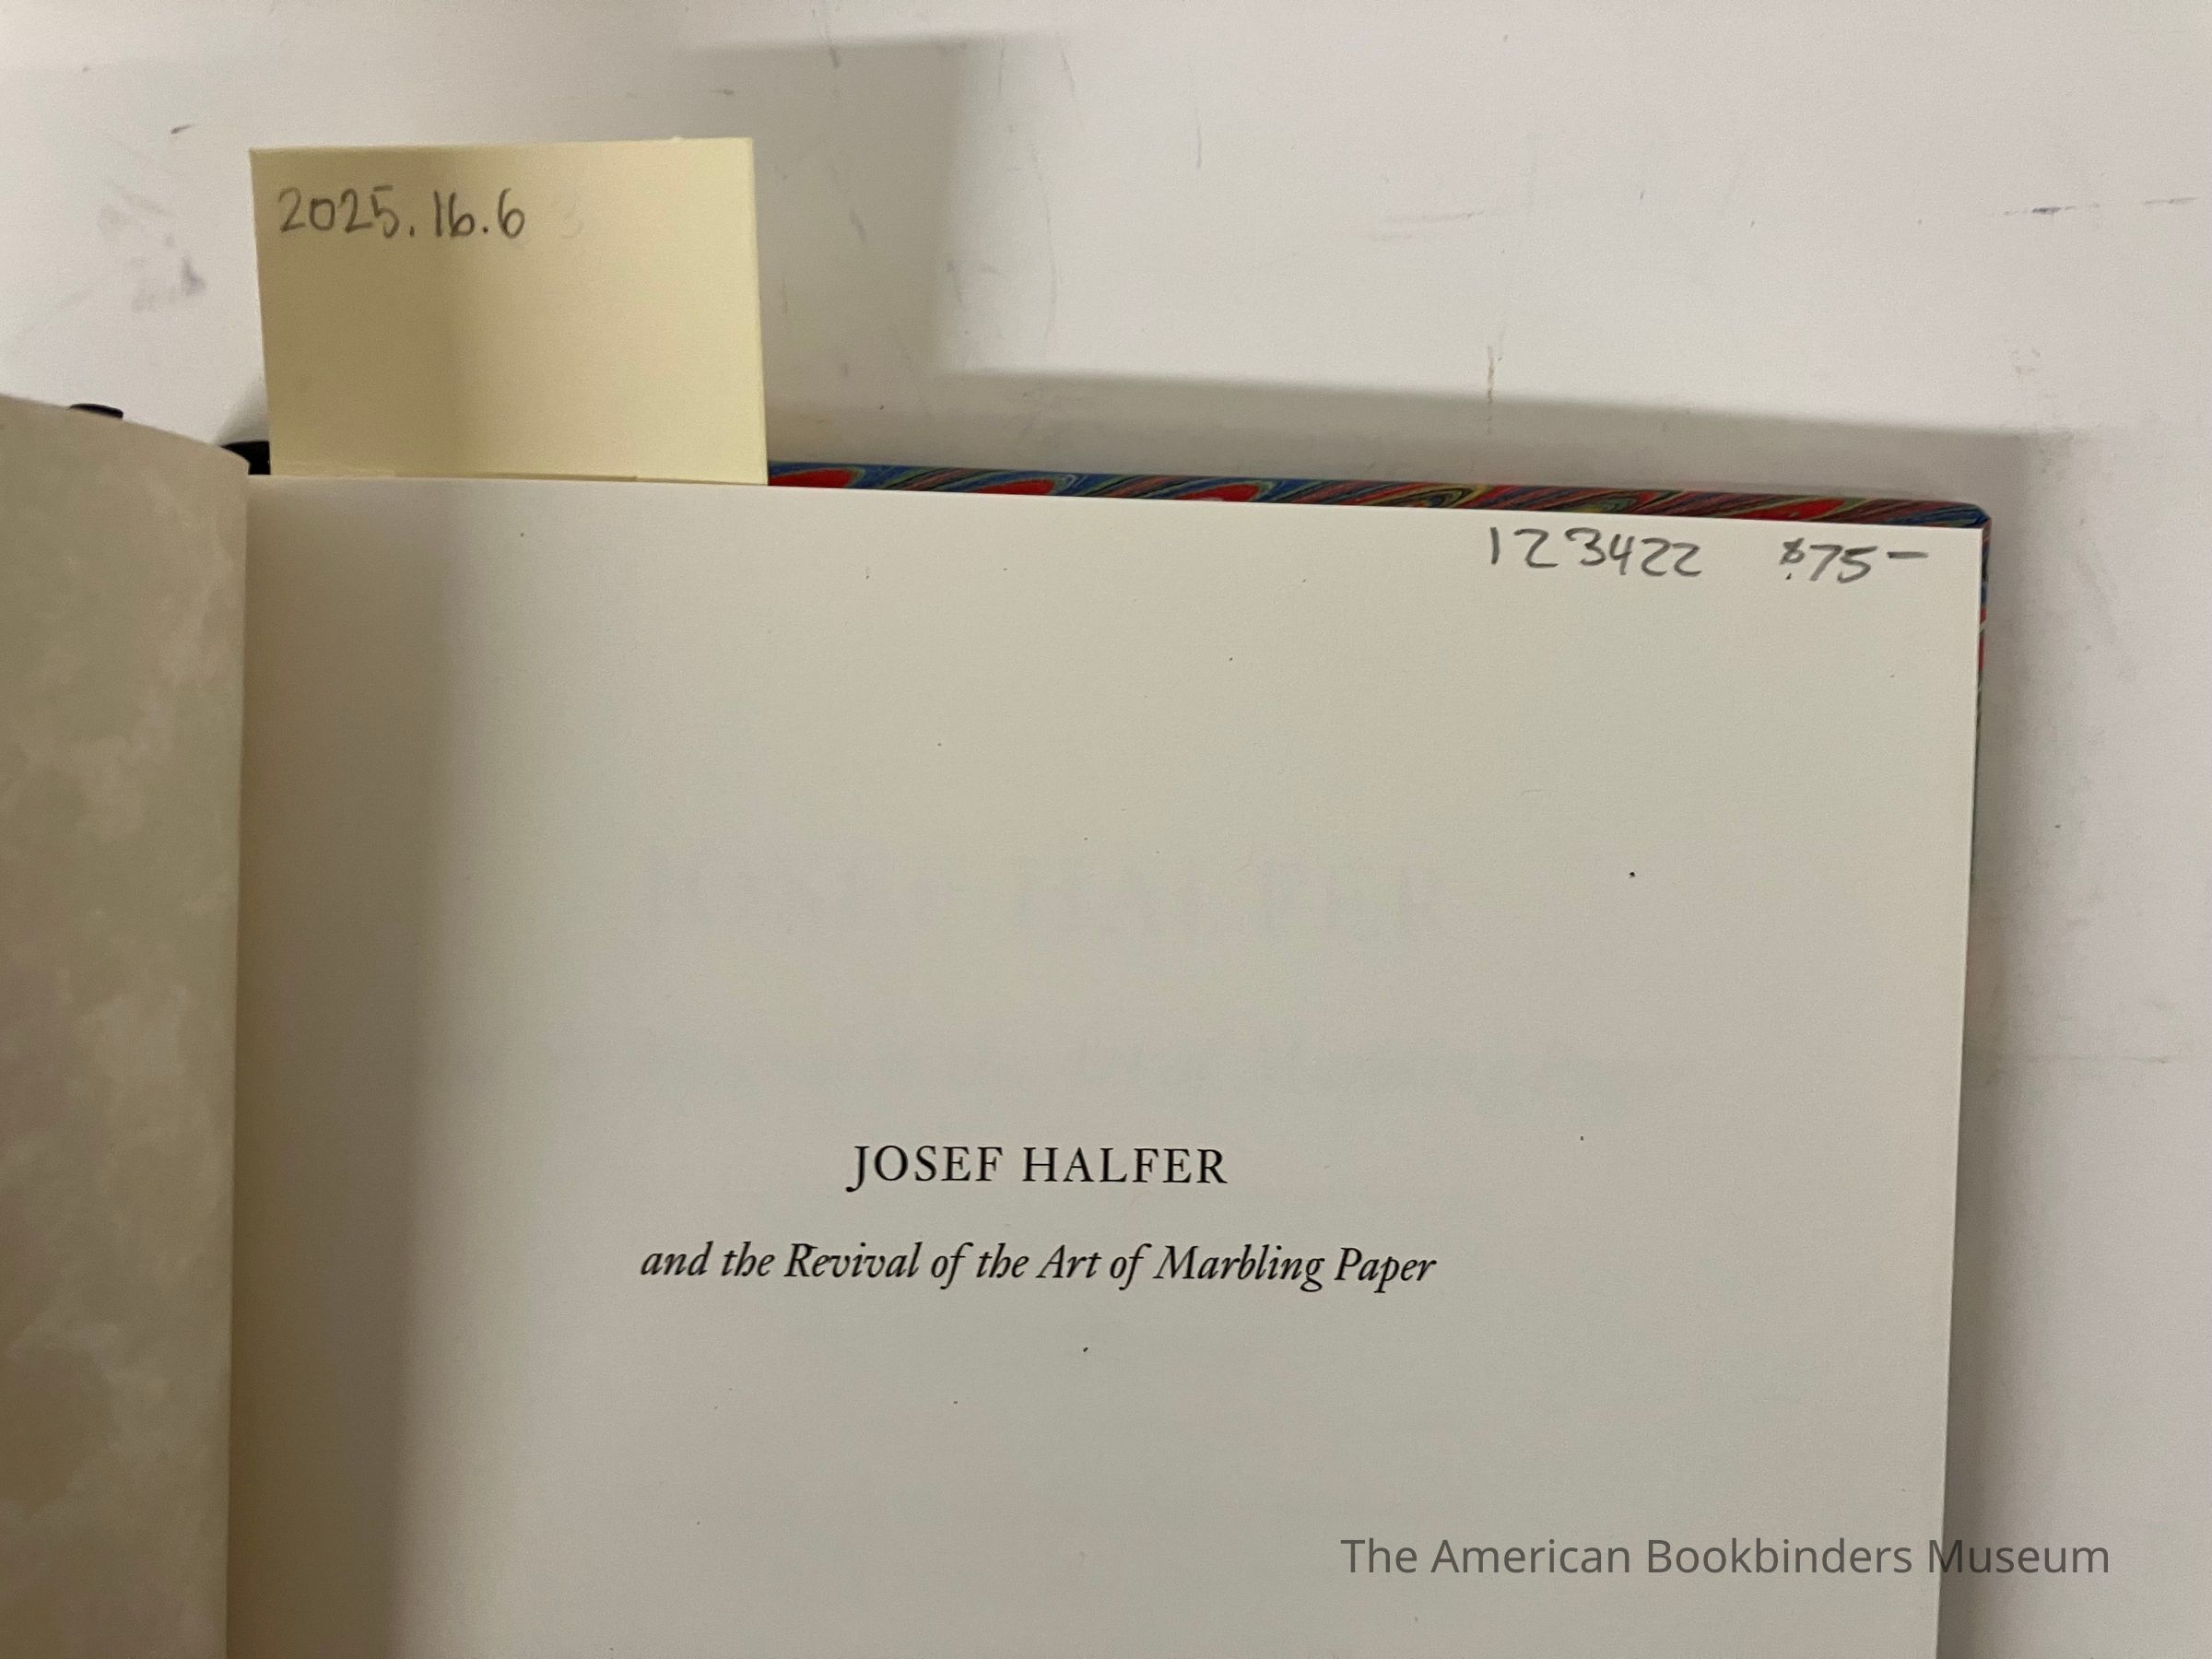 2025.16.6
123422 $75-
JOSEF HALFER
and the Revival of the Art of Marbling Paper
The American Bookbinders Museum